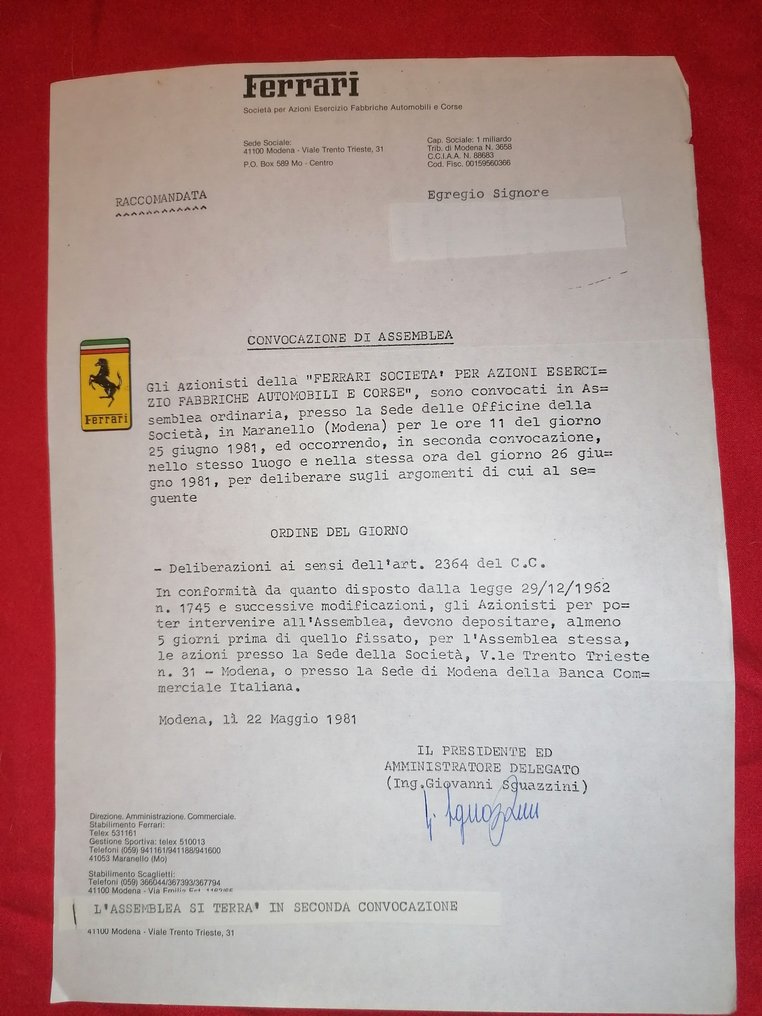 Ferrari
Società per Azioni Esercizio Fabbriche Automobili e Corse
Sede Sociale:
41100 Modena - Viale Trento Trieste, 31
P.O. Box 589 Mo - Centro
Cap. Sociale: 1 miliardo
Trib. di Modena N. 3658
C.C.I.A.A. N. 88683
Cod. Fisc. 00159560366
RACCOMANDATA
Egregio Signore
CONVOCAZIONE DI ASSEMBLEA
Ferrari
Gli Azionisti della "FERRARI SOCIETA' PER AZIONI ESERCI=
ZIO FABBRICHE AUTOMOBILI E CORSE", sono convocati in As=
semblea ordinaria, presso la Sede delle Officine della
Società, in Maranello (Modena) per le ore 11 del giorno
25 giugno 1981, ed occorrendo, in seconda convocazione,
nello stesso luogo e nella stessa ora del giorno 26 giu=
gno 1981, per deliberare sugli argomenti di cui al se=
guente
ORDINE DEL GIORNO
- Deliberazioni ai sensi dell'art. 2364 del C.C.
In conformità da quanto disposto dalla legge 29/12/1962
n. 1745 e successive modificazioni, gli Azionisti per po=
ter intervenire all'Assemblea, devono depositare, almeno
5 giorni prima di quello fissato, per l'Assemblea stessa,
le azioni presso la Sede della Società, V.le Trento Trieste
n. 31 - Modena, o presso la Sede di Modena della Banca Com=
merciale Italiana.
Modena, lì 22 Maggio 1981
IL PRESIDENTE ED
AMMINISTRATORE DELEGATO
(Ing.Giovanni Sguazzini)
G. Sguazzini
Direzione. Amministrazione. Commerciale.
Stabilimento Ferrari:
Telex 531161
Gestione Sportiva: telex 510013
Telefoni (059) 941161/941188/941600
41053 Maranello (Mo)
Stabilimento Scaglietti:
Telefoni (059) 366044/367393/367794
41100 Modena - Via Emilia Est, 1163/65
L'ASSEMBLEA SI TERRA' IN SECONDA CONVOCAZIONE
41100 Modena - Viale Trento Trieste, 31